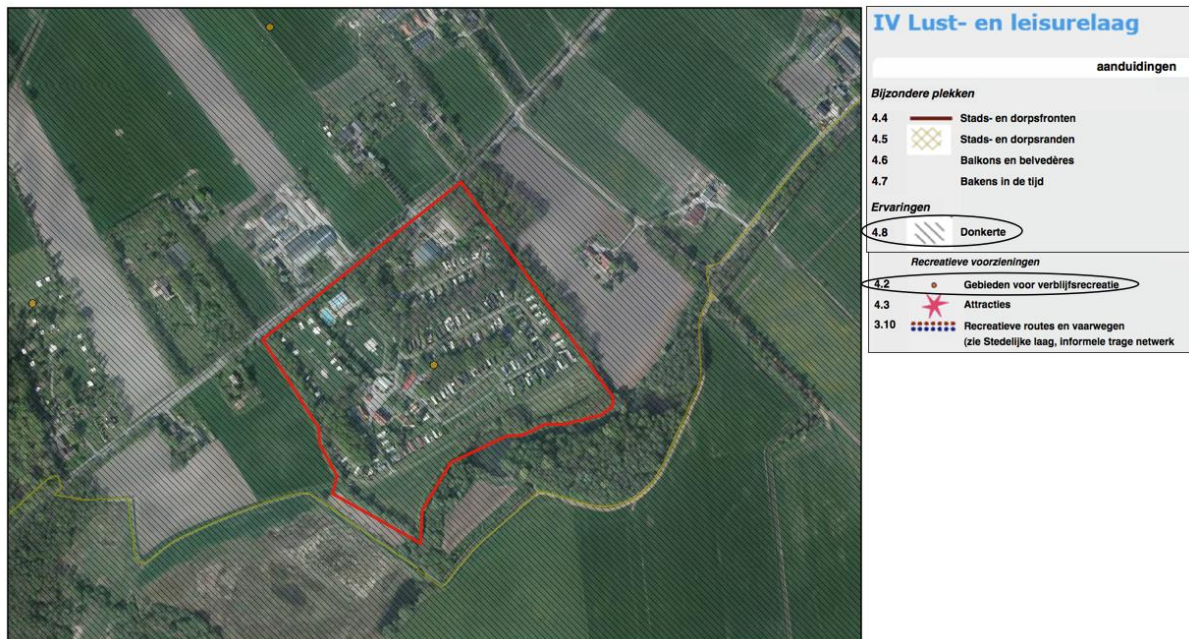 IV Lust- en leisurelaag
aanduidingen
Bijzondere plekken
4.4 Stads- en dorpsfronten
4.5 Stads- en dorpsranden
4.6 Balkons en belvedères
4.7 Bakens in de tijd
Ervaringen
4.8 Donkerte
Recreatieve voorzieningen
4.2 Gebieden voor verblijfsrecreatie
4.3 Attracties
3.10 Recreatieve routes en vaarwegen
(zie Stedelijke laag, informele trage netwerk